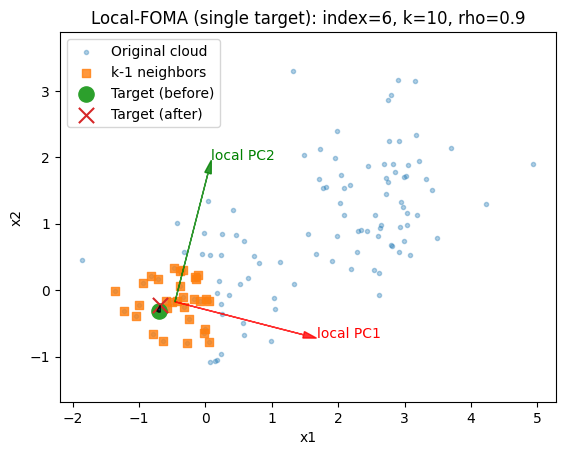 Local-FOMA (single target): index=6, k=10, rho=0.9
Original cloud
k-1 neighbors
Target (before)
Target (after)
local PC2
local PC1
x2
3
2
1
0
−1
−2
−1
0
1
2
3
4
5
x1